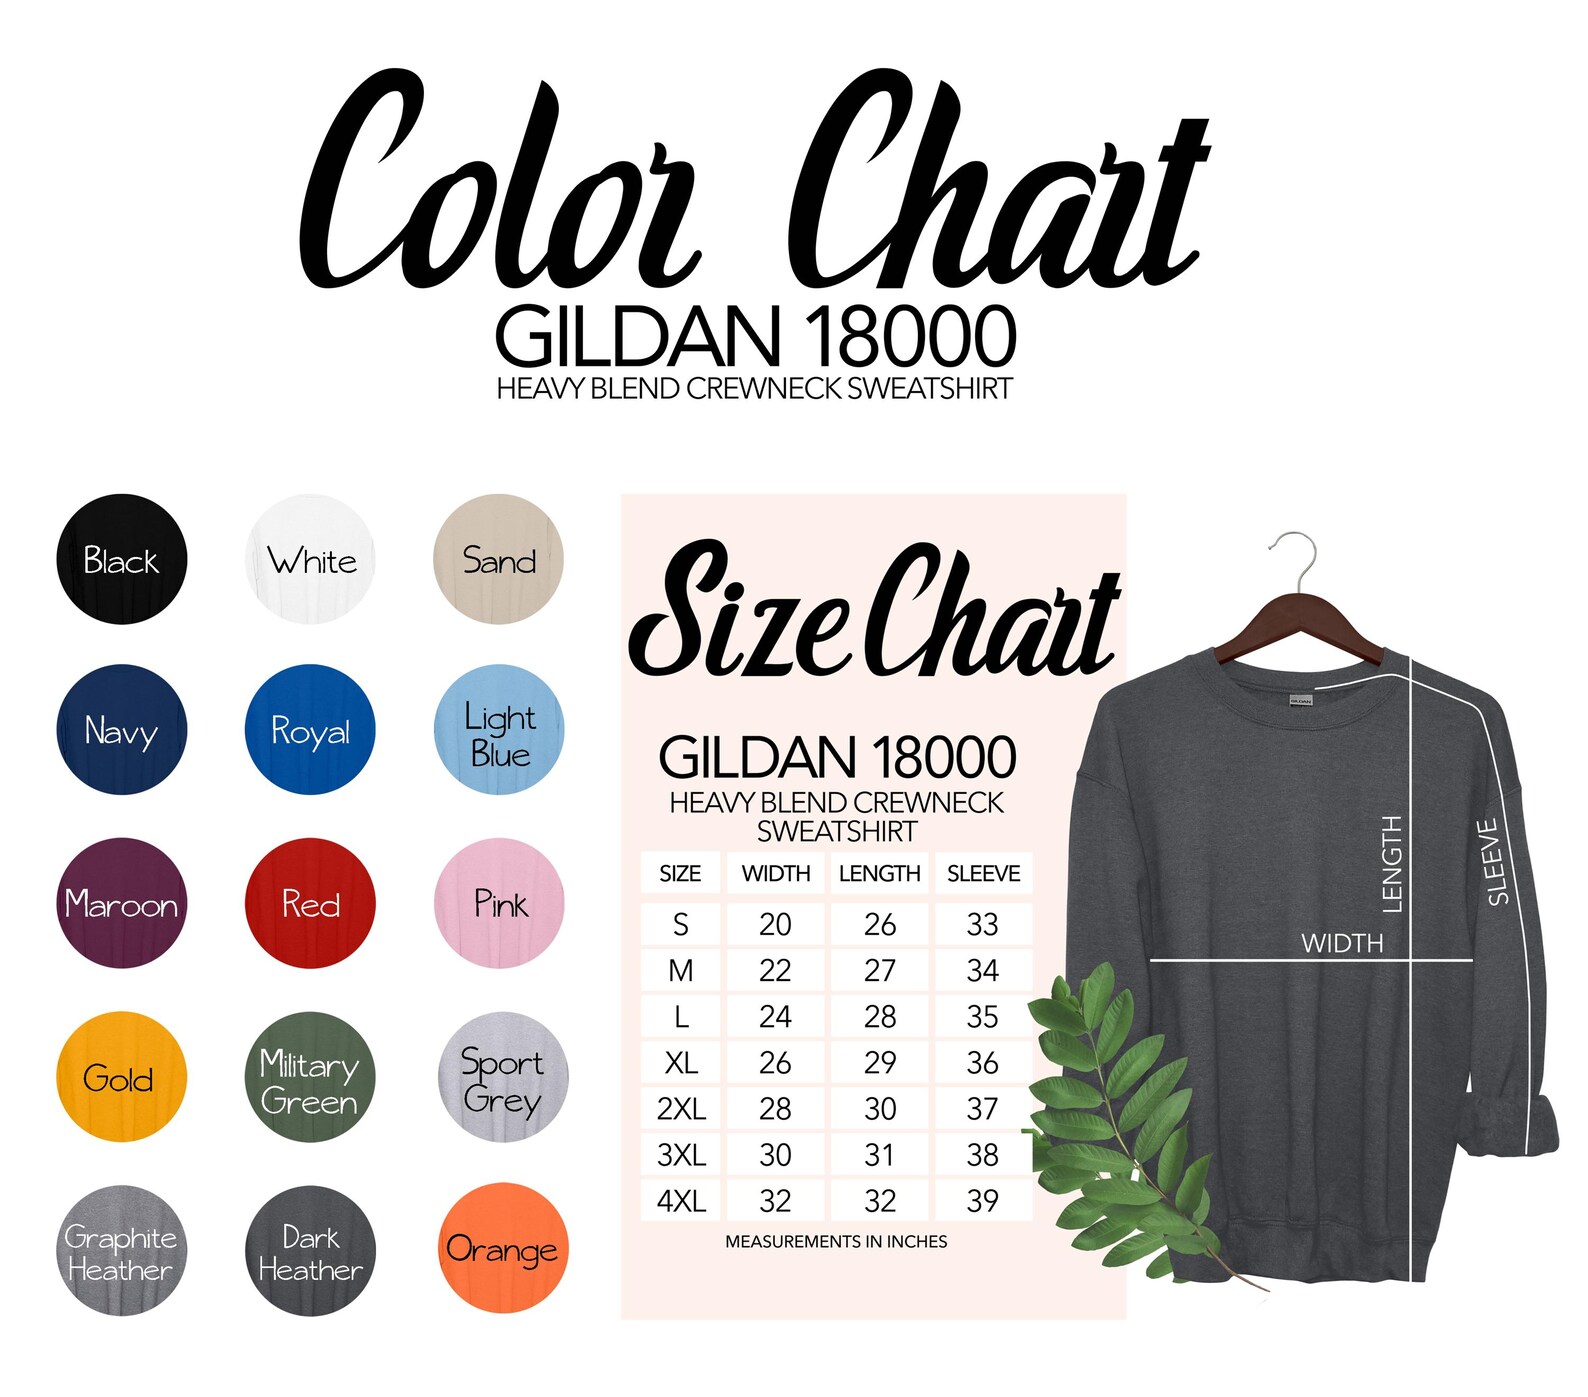 Color Chart
GILDAN 18000
HEAVY BLEND CREWNECK SWEATSHIRT
Black
White
Sand
Navy
Royal
Light
Blue
Maroon
Red
Pink
Gold
Military
Green
Sport
Grey
Graphite
Heather
Dark
Heather
Orange
Size Chart
GILDAN 18000
HEAVY BLEND CREWNECK
SWEATSHIRT
SIZE WIDTH LENGTH SLEEVE
S 20 26 33
M 22 27 34
L 24 28 35
XL 26 29 36
2XL 28 30 37
3XL 30 31 38
4XL 32 32 39
MEASUREMENTS IN INCHES
GILDAN
LENGTH
SLEEVE
WIDTH